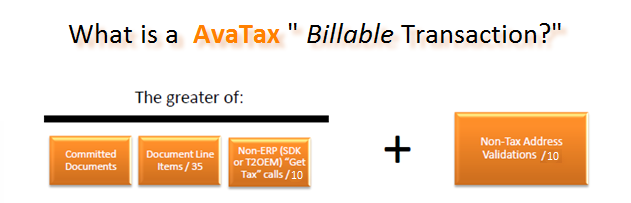 What is a AvaTax " Billable Transaction?"
The greater of:
Committed
Documents
Document Line
Items / 35
Non-ERP (SDK
or T2OEM) "Get
Tax" calls /10
+
Non-Tax Address
Validations /10